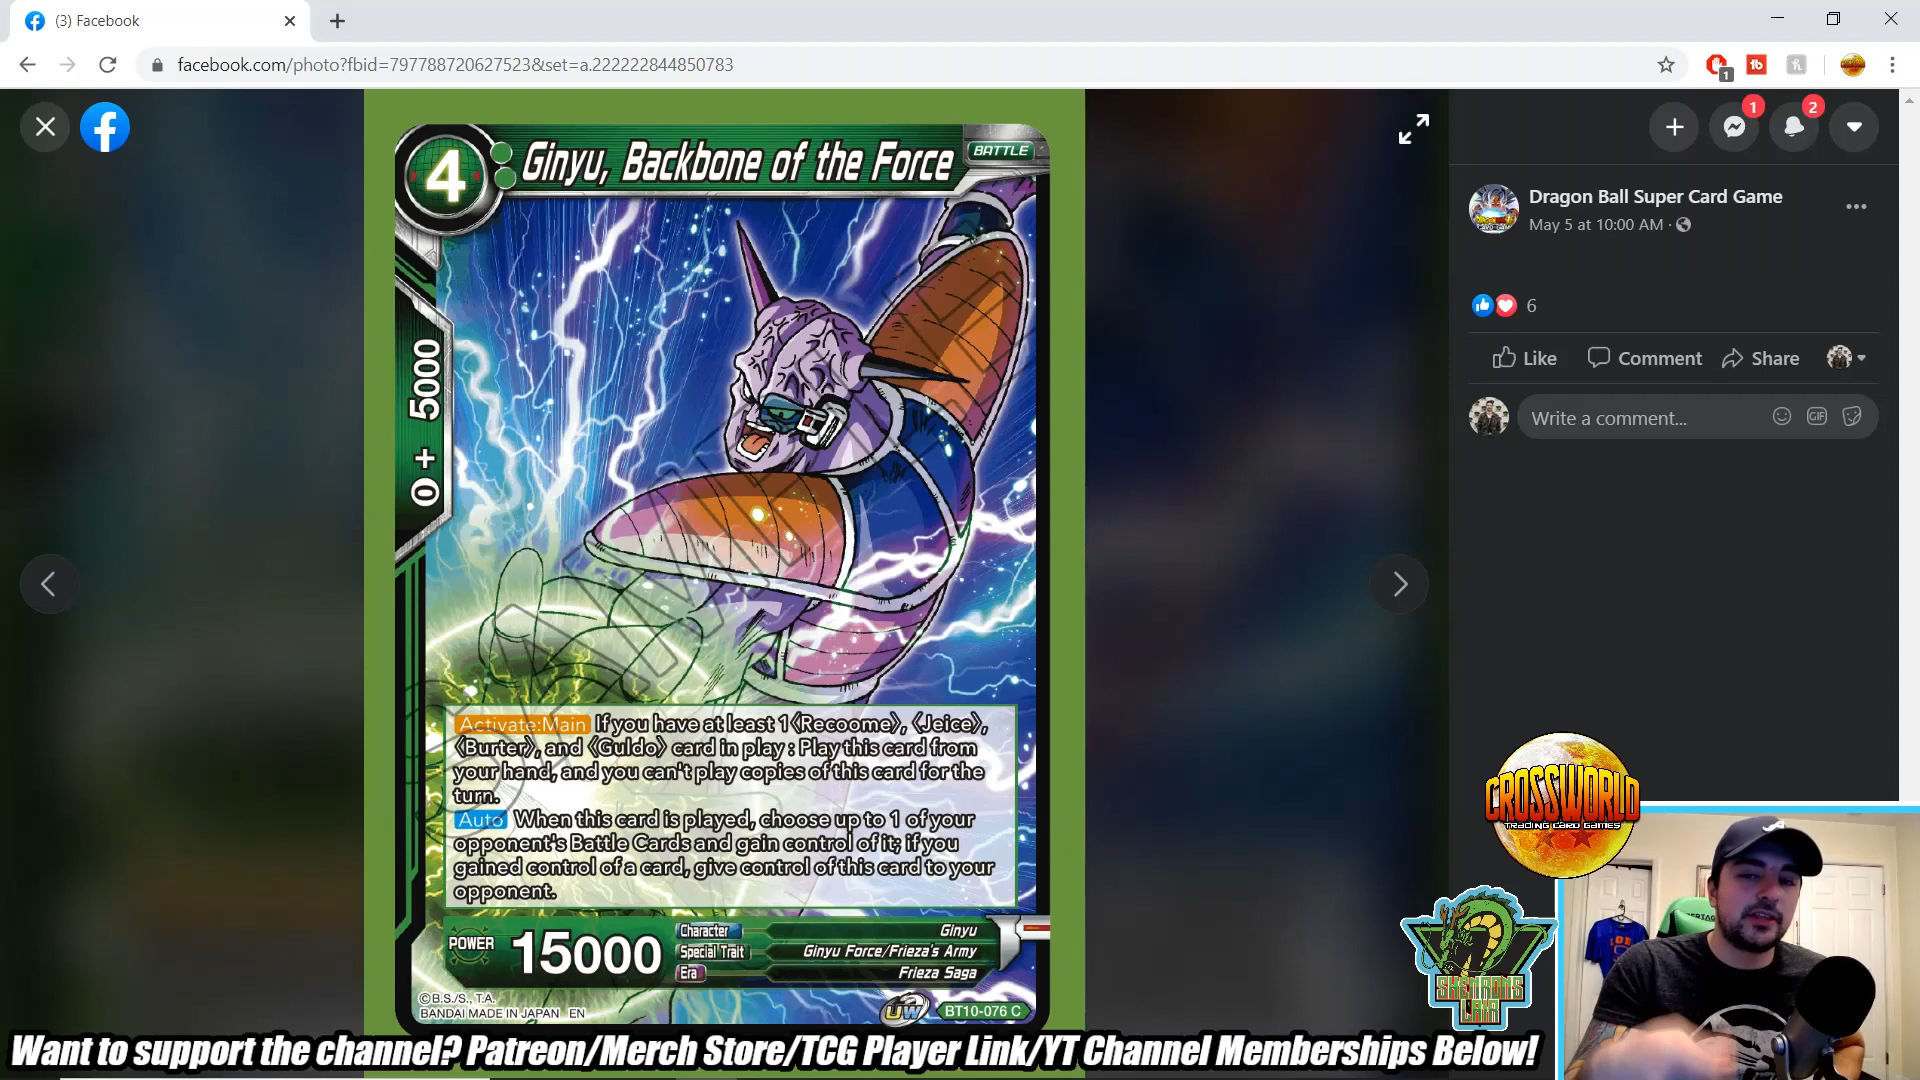 (3) Facebook
facebook.com/photo?fbid=797788720627523&set=a.222222844850783
1
1
2
4
Ginyu, Backbone of the Force
BATTLE
0 + 5000
Activate:Main If you have at least 1《Recoome》,《Jeice》,
《Burter》, and《Guldo》card in play : Play this card from
your hand, and you can't play copies of this card for the
turn.
Auto When this card is played, choose up to 1 of your
opponent's Battle Cards and gain control of it; if you
gained control of a card, give control of this card to your
opponent.
POWER 15000
Character Ginyu
Special Trait Ginyu Force/Frieza's Army
Era Frieza Saga
©B.S./S., T.A.
BANDAI MADE IN JAPAN EN
UW
BT10-076 C
Dragon Ball Super Card Game
May 5 at 10:00 AM ·
6
Like Comment Share
Write a comment...
GIF
CROSSWORLD
TRADING CARD GAMES
SHENRONS
LAIR
Want to support the channel? Patreon/Merch Store/TCG Player Link/YT Channel Memberships Below!